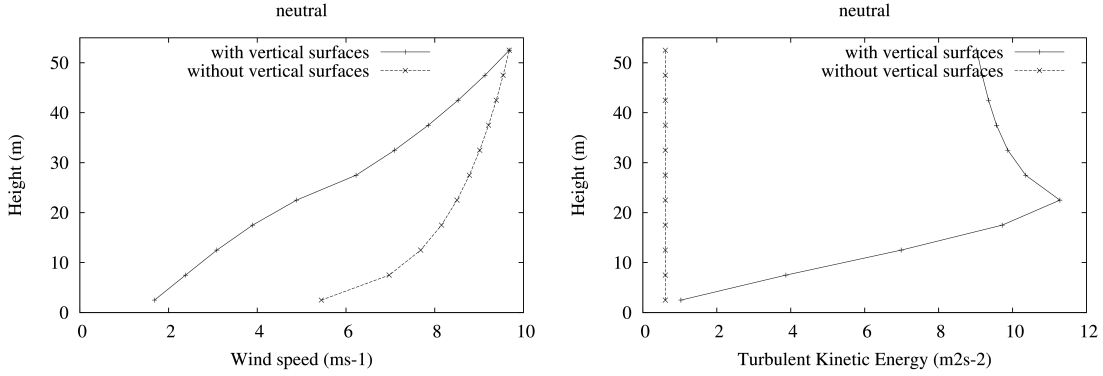 neutral
with vertical surfaces
without vertical surfaces
50
40
30
20
10
0
Height (m)
0 2 4 6 8 10
Wind speed (ms-1)
neutral
with vertical surfaces
without vertical surfaces
50
40
30
20
10
0
Height (m)
0 2 4 6 8 10 12
Turbulent Kinetic Energy (m2s-2)